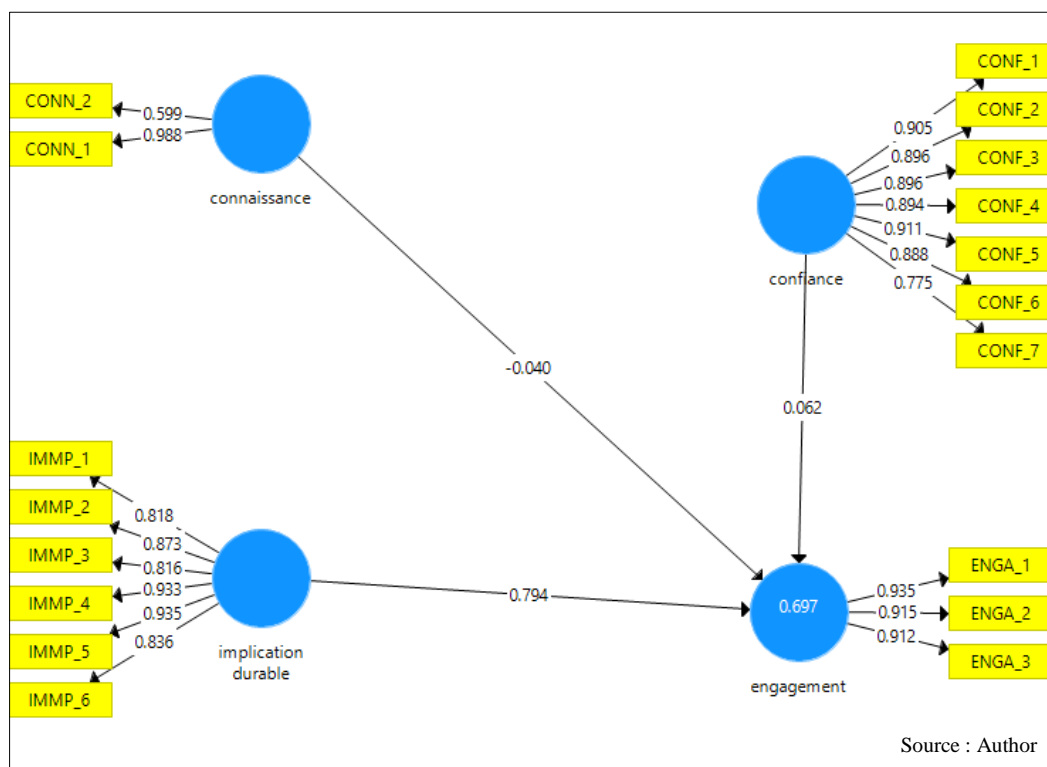 CONN_2
CONN_1
0.599
0.988
connaissance
CONF_1
CONF_2
CONF_3
CONF_4
CONF_5
CONF_6
CONF_7
0.905
0.896
0.896
0.894
0.911
0.888
0.775
confiance
-0.040
0.062
IMMP_1
IMMP_2
IMMP_3
IMMP_4
IMMP_5
IMMP_6
0.818
0.873
0.816
0.933
0.935
0.836
implication
durable
0.794
0.697
engagement
0.935
0.915
0.912
ENGA_1
ENGA_2
ENGA_3
Source : Author